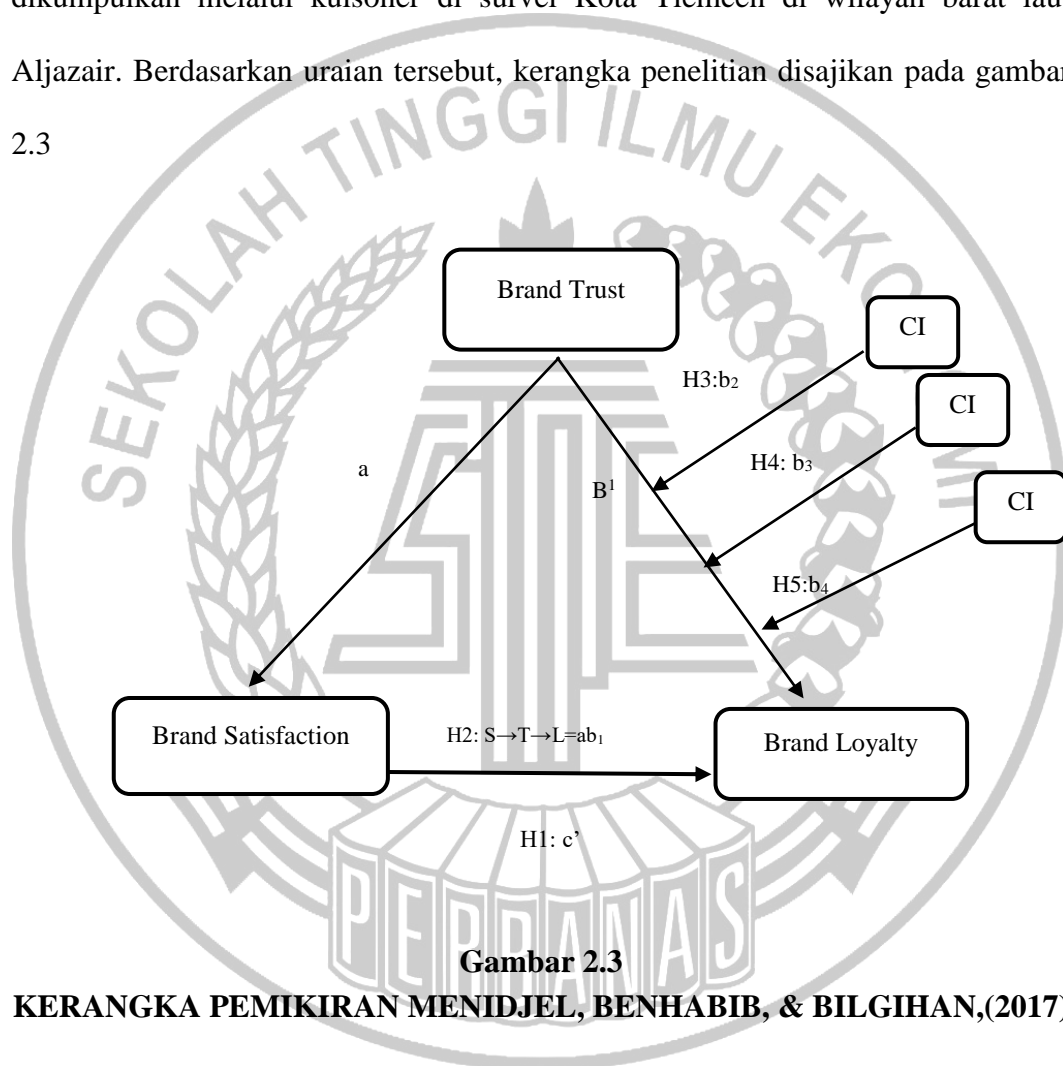 dikumpulkan melalui kuisoner di survei Kota Tlemcen di wilayah barat laut
Aljazair. Berdasarkan uraian tersebut, kerangka penelitian disajikan pada gambar
2.3
SEKOLAH TINGGI ILMU EKONOMI
Brand Trust
CI
H3:b₂
CI
H4: b₃
a
B¹
CI
H5:b₄
Brand Satisfaction
H2: S→T→L=ab₁
Brand Loyalty
H1: c’
PERBANAS
Gambar 2.3
KERANGKA PEMIKIRAN MENIDJEL, BENHABIB, & BILGIHAN,(2017)